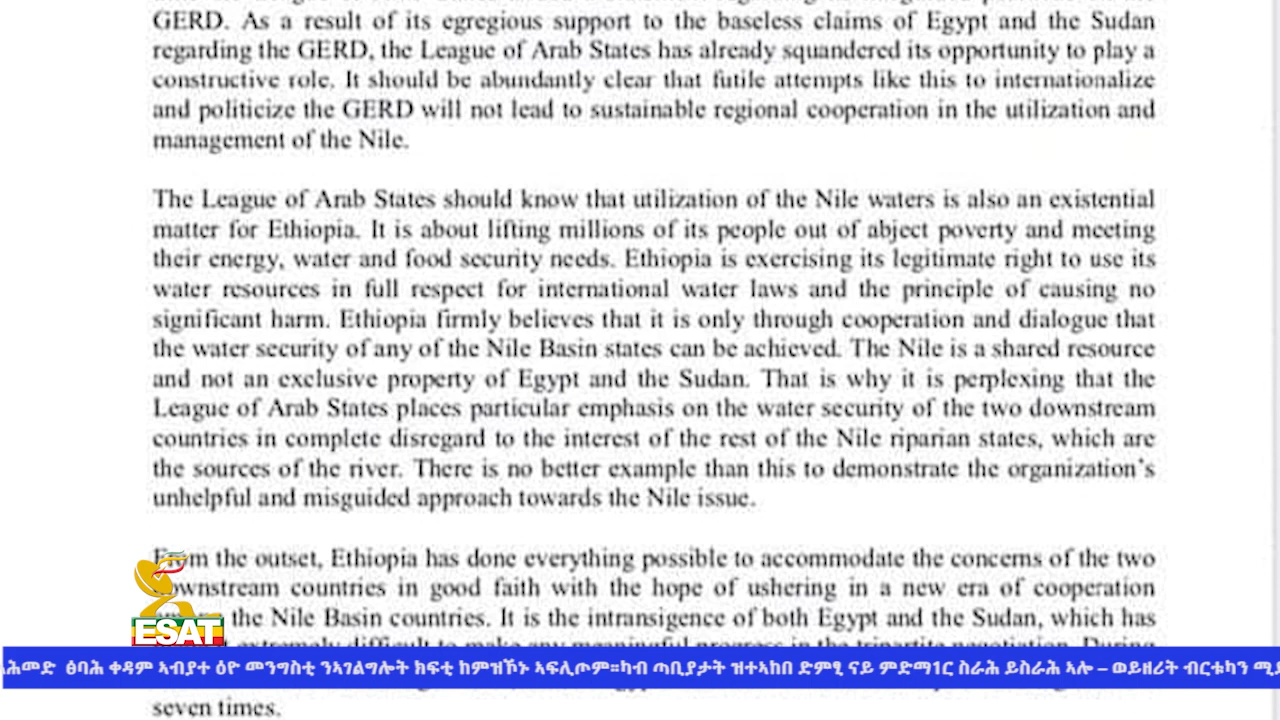 GERD. As a result of its egregious support to the baseless claims of Egypt and the Sudan
regarding the GERD, the League of Arab States has already squandered its opportunity to play a
constructive role. It should be abundantly clear that futile attempts like this to internationalize
and politicize the GERD will not lead to sustainable regional cooperation in the utilization and
management of the Nile.
The League of Arab States should know that utilization of the Nile waters is also an existential
matter for Ethiopia. It is about lifting millions of its people out of abject poverty and meeting
their energy, water and food security needs. Ethiopia is exercising its legitimate right to use its
water resources in full respect for international water laws and the principle of causing no
significant harm. Ethiopia firmly believes that it is only through cooperation and dialogue that
the water security of any of the Nile Basin states can be achieved. The Nile is a shared resource
and not an exclusive property of Egypt and the Sudan. That is why it is perplexing that the
League of Arab States places particular emphasis on the water security of the two downstream
countries in complete disregard to the interest of the rest of the Nile riparian states, which are
the sources of the river. There is no better example than this to demonstrate the organization's
unhelpful and misguided approach towards the Nile issue.
From the outset, Ethiopia has done everything possible to accommodate the concerns of the two
downstream countries in good faith with the hope of ushering in a new era of cooperation
the Nile Basin countries. It is the intransigence of both Egypt and the Sudan, which has
extremely difficult to make any meaningful progress in the tripartite negotiation. During
ESAT
ፅባሕ ቀዳም ኣብያተ ዕዮ መንግስቲ ንኣገልግሎት ክፍቲ ከምዝኾኑ ኣፍሊጦም።ካብ ጣቢያታት ዝተኣከበ ድምፂ ናይ ምድማገር ስራሕ ይስራሕ ኣሎ – ወይዘሪት ብርቱካን
seven times.